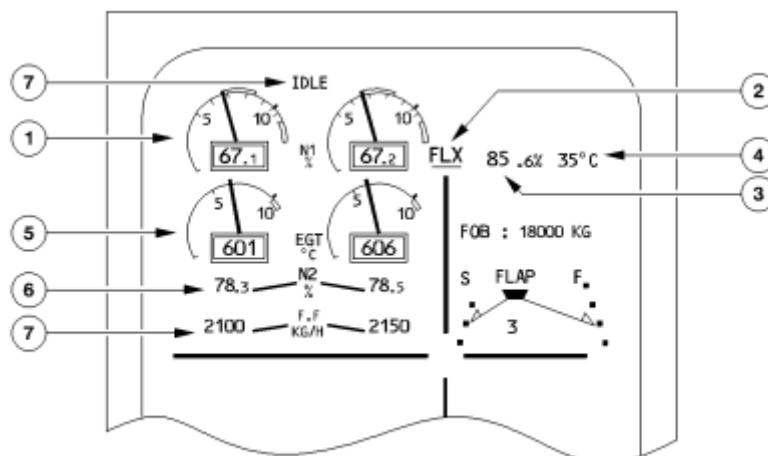 7 IDLE 2
5 10 5 10
1 67.1 N1 % 67.2 FLX 85.6% 35°C 4
3
5 10 5 10
5 601 EGT °C 606 FOB : 18000 KG
6 78.3 N2 % 78.5 S FLAP F
7 2100 F.F KG/H 2150 3